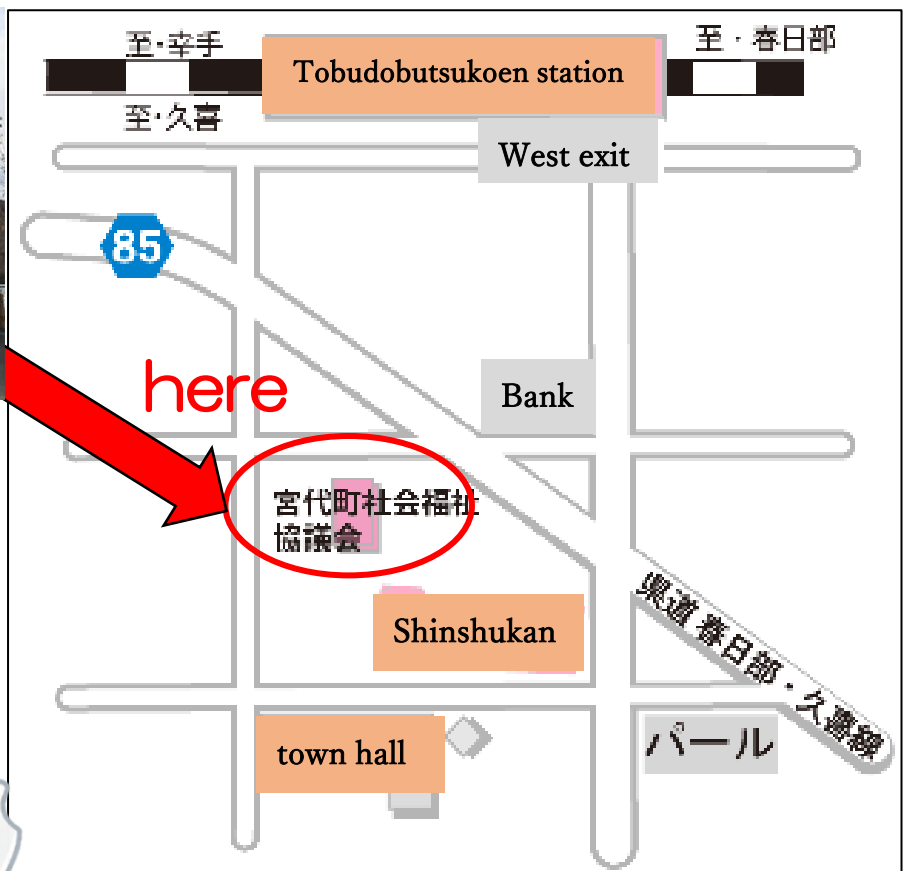 至・幸手
Tobudobutsukoen station
至・春日部
至・久喜
West exit
85
here
Bank
宮代町社会福祉
協議会
Shinshukan
県道 春日部・久喜線
town hall
パール